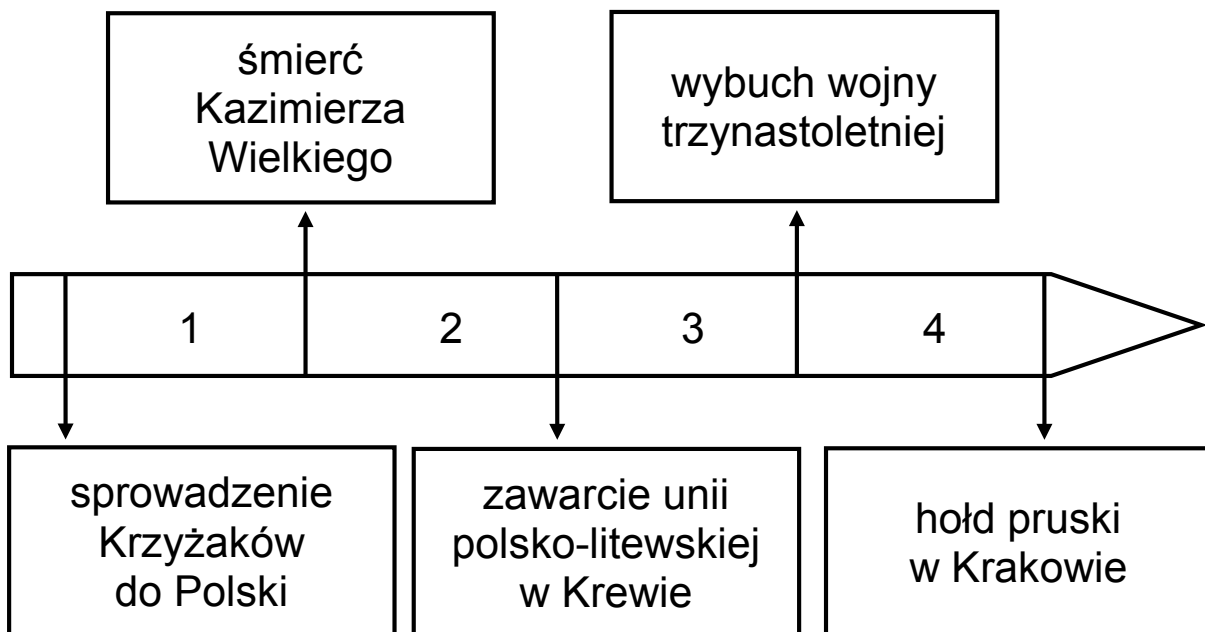 śmierć
Kazimierza
Wielkiego
wybuch wojny
trzynastoletniej
1
2
3
4
sprowadzenie
Krzyżaków
do Polski
zawarcie unii
polsko-litewskiej
w Krewie
hołd pruski
w Krakowie